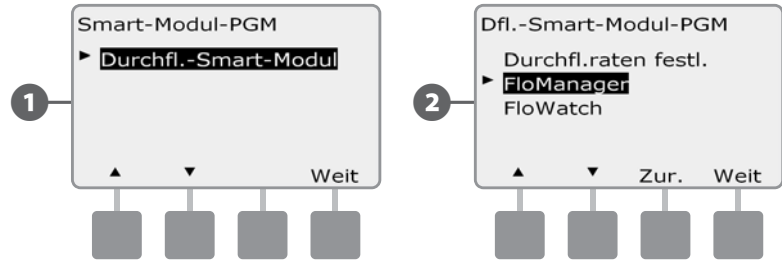 Smart-Modul-PGM
► Durchfl.-Smart-Modul
1
▲ ▼ Weit
Dfl.-Smart-Modul-PGM
Durchfl.raten festl.
► FloManager
2
FloWatch
▲ ▼ Zur. Weit